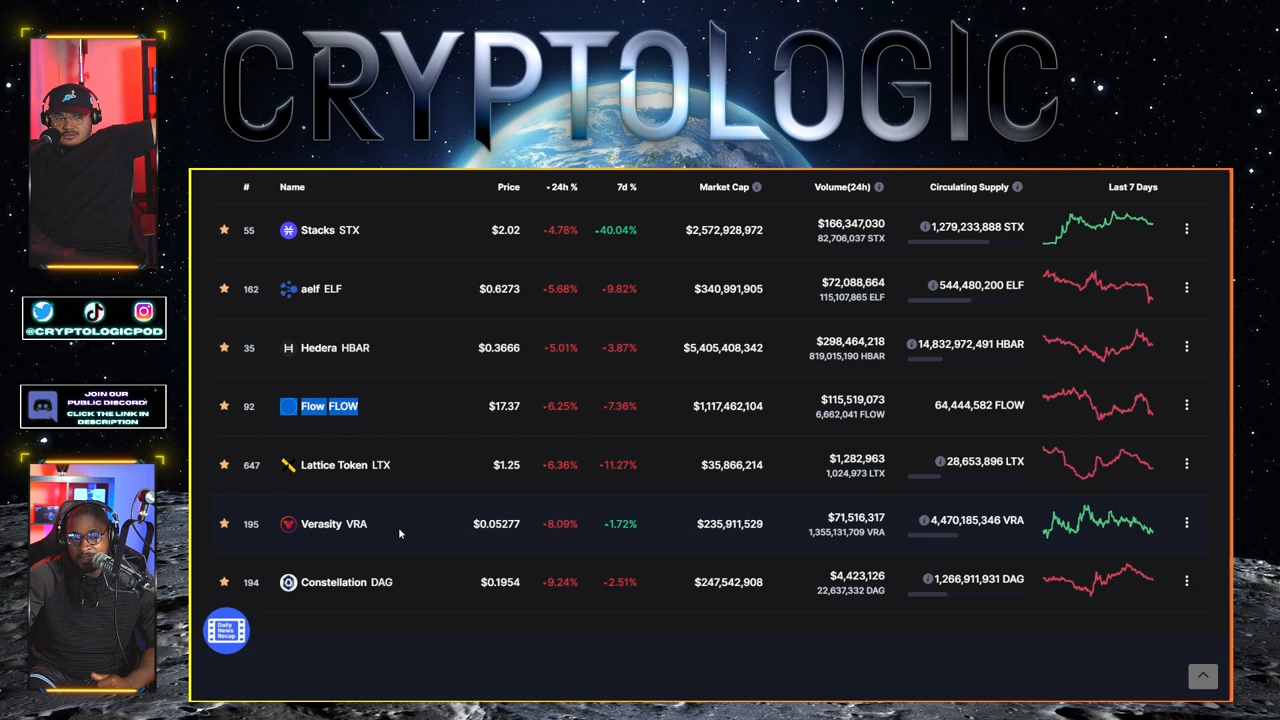 CRYPTOLOGIC
# Name Price 24h % 7d % Market Cap Volume(24h) Circulating Supply Last 7 Days
55 Stacks STX $2.02 4.78% 40.04% $2,572,928,972 $166,347,030 1,279,233,888 STX
82,706,037 STX
162 aelf ELF $0.6273 5.68% 9.82% $340,991,905 $72,088,664 544,480,200 ELF
115,107,865 ELF
35 Hedera HBAR $0.3666 5.01% 3.87% $5,405,408,342 $298,464,218 14,832,972,491 HBAR
819,015,190 HBAR
92 Flow FLOW $17.37 6.25% 7.36% $1,117,462,104 $115,519,073 64,444,582 FLOW
6,662,041 FLOW
647 Lattice Token LTX $1.25 6.36% 11.27% $35,866,214 $1,282,963 28,653,896 LTX
1,024,973 LTX
195 Verasity VRA $0.05277 8.09% 1.72% $235,911,529 $71,516,317 4,470,185,346 VRA
1,355,131,709 VRA
194 Constellation DAG $0.1954 9.24% 2.51% $247,542,908 $4,423,126 1,266,911,931 DAG
22,637,332 DAG
Daily
News
Recap
@CRYPTOLOGICPOD
JOIN OUR
PUBLIC DISCORD!
CLICK THE LINK IN
DESCRIPTION